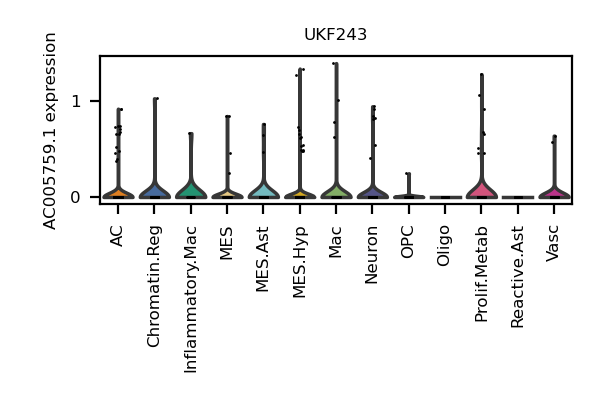 UKF243
AC005759.1 expression
1
0
AC
Chromatin.Reg
Inflammatory.Mac
MES
MES.Ast
MES.Hyp
Mac
Neuron
OPC
Oligo
Prolif.Metab
Reactive.Ast
Vasc